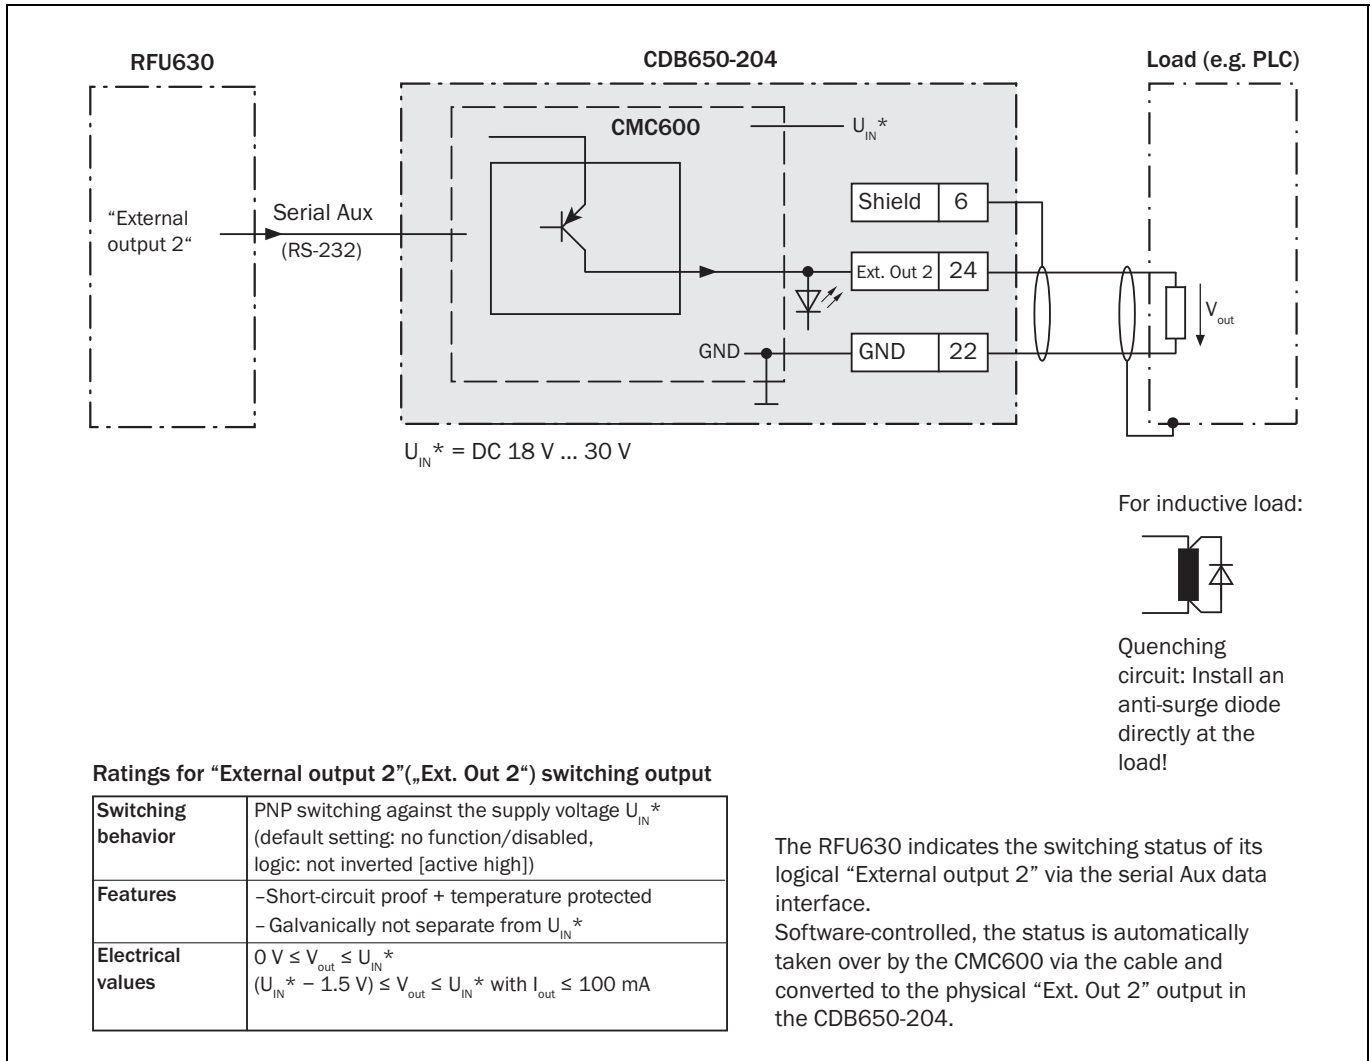 RFU630
CDB650-204
Load (e.g. PLC)
CMC600
U_IN*
Shield 6
"External
output 2"
Serial Aux
(RS-232)
Ext. Out 2 24
V_out
GND
GND 22
U_IN* = DC 18 V ... 30 V
For inductive load:
Quenching
circuit: Install an
anti-surge diode
directly at the
load!
Ratings for “External output 2”(„Ext. Out 2“) switching output
Switching behavior
PNP switching against the supply voltage U_IN*
(default setting: no function/disabled,
logic: not inverted [active high])
Features
–Short-circuit proof + temperature protected
– Galvanically not separate from U_IN*
Electrical values
0 V ≤ V_out ≤ U_IN*
(U_IN* – 1.5 V) ≤ V_out ≤ U_IN* with I_out ≤ 100 mA
The RFU630 indicates the switching status of its
logical “External output 2” via the serial Aux data
interface.
Software-controlled, the status is automatically
taken over by the CMC600 via the cable and
converted to the physical “Ext. Out 2” output in
the CDB650-204.